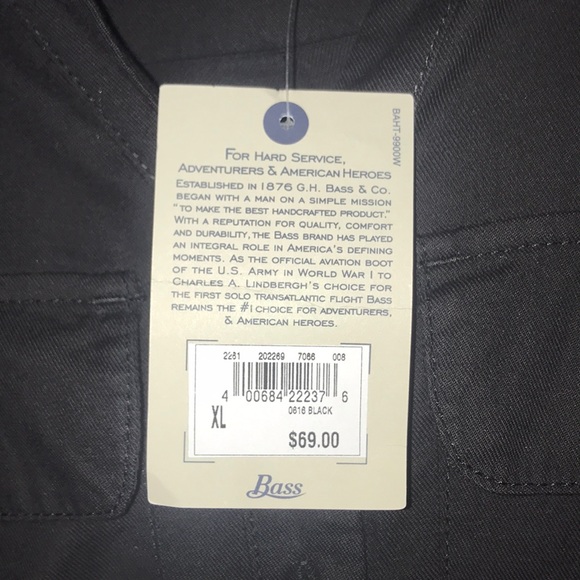 BAHT-9900W
FOR HARD SERVICE,
ADVENTURERS & AMERICAN HEROES
ESTABLISHED IN 1876 G.H. BASS & CO.
BEGAN WITH A MAN ON A SIMPLE MISSION
"TO MAKE THE BEST HANDCRAFTED PRODUCT."
WITH A REPUTATION FOR QUALITY, COMFORT
AND DURABILITY, THE BASS BRAND HAS PLAYED
AN INTEGRAL ROLE IN AMERICA'S DEFINING
MOMENTS. AS THE OFFICIAL AVIATION BOOT
OF THE U.S. ARMY IN WORLD WAR I TO
CHARLES A. LINDBERGH'S CHOICE FOR
THE FIRST SOLO TRANSATLANTIC FLIGHT BASS
REMAINS THE #1 CHOICE FOR ADVENTURERS,
& AMERICAN HEROES.
2261 202269 7066 008
4 00684 22237 6
XL 0616 BLACK
$69.00
Bass